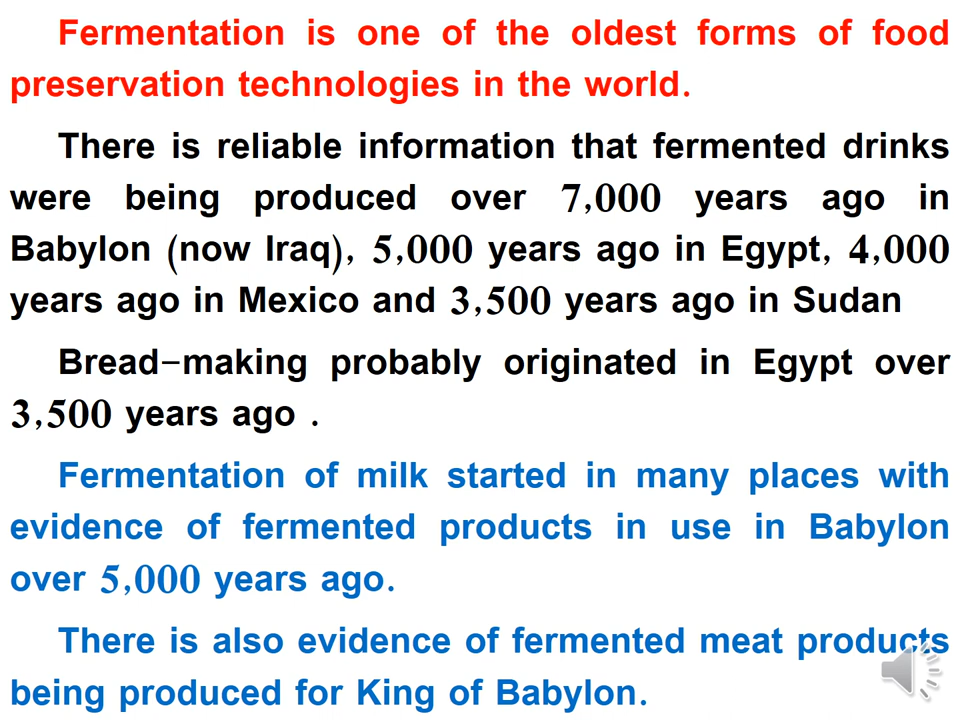 Fermentation is one of the oldest forms of food
preservation technologies in the world.
There is reliable information that fermented drinks
were being produced over 7,000 years ago in
Babylon (now Iraq), 5,000 years ago in Egypt, 4,000
years ago in Mexico and 3,500 years ago in Sudan
Bread-making probably originated in Egypt over
3,500 years ago .
Fermentation of milk started in many places with
evidence of fermented products in use in Babylon
over 5,000 years ago.
There is also evidence of fermented meat products
being produced for King of Babylon.